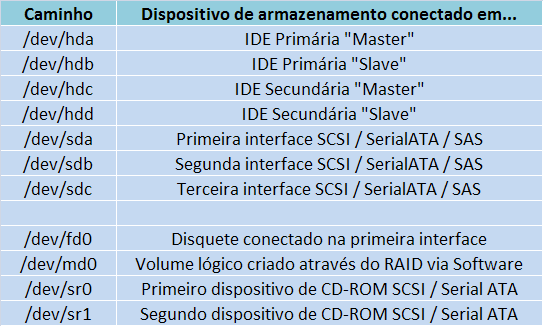 Caminho Dispositivo de armazenamento conectado em...
/dev/hda IDE Primária "Master"
/dev/hdb IDE Primária "Slave"
/dev/hdc IDE Secundária "Master"
/dev/hdd IDE Secundária "Slave"
/dev/sda Primeira interface SCSI / SerialATA / SAS
/dev/sdb Segunda interface SCSI / SerialATA / SAS
/dev/sdc Terceira interface SCSI / SerialATA / SAS
/dev/fd0 Disquete conectado na primeira interface
/dev/md0 Volume lógico criado através do RAID via Software
/dev/sr0 Primeiro dispositivo de CD-ROM SCSI / Serial ATA
/dev/sr1 Segundo dispositivo de CD-ROM SCSI / Serial ATA